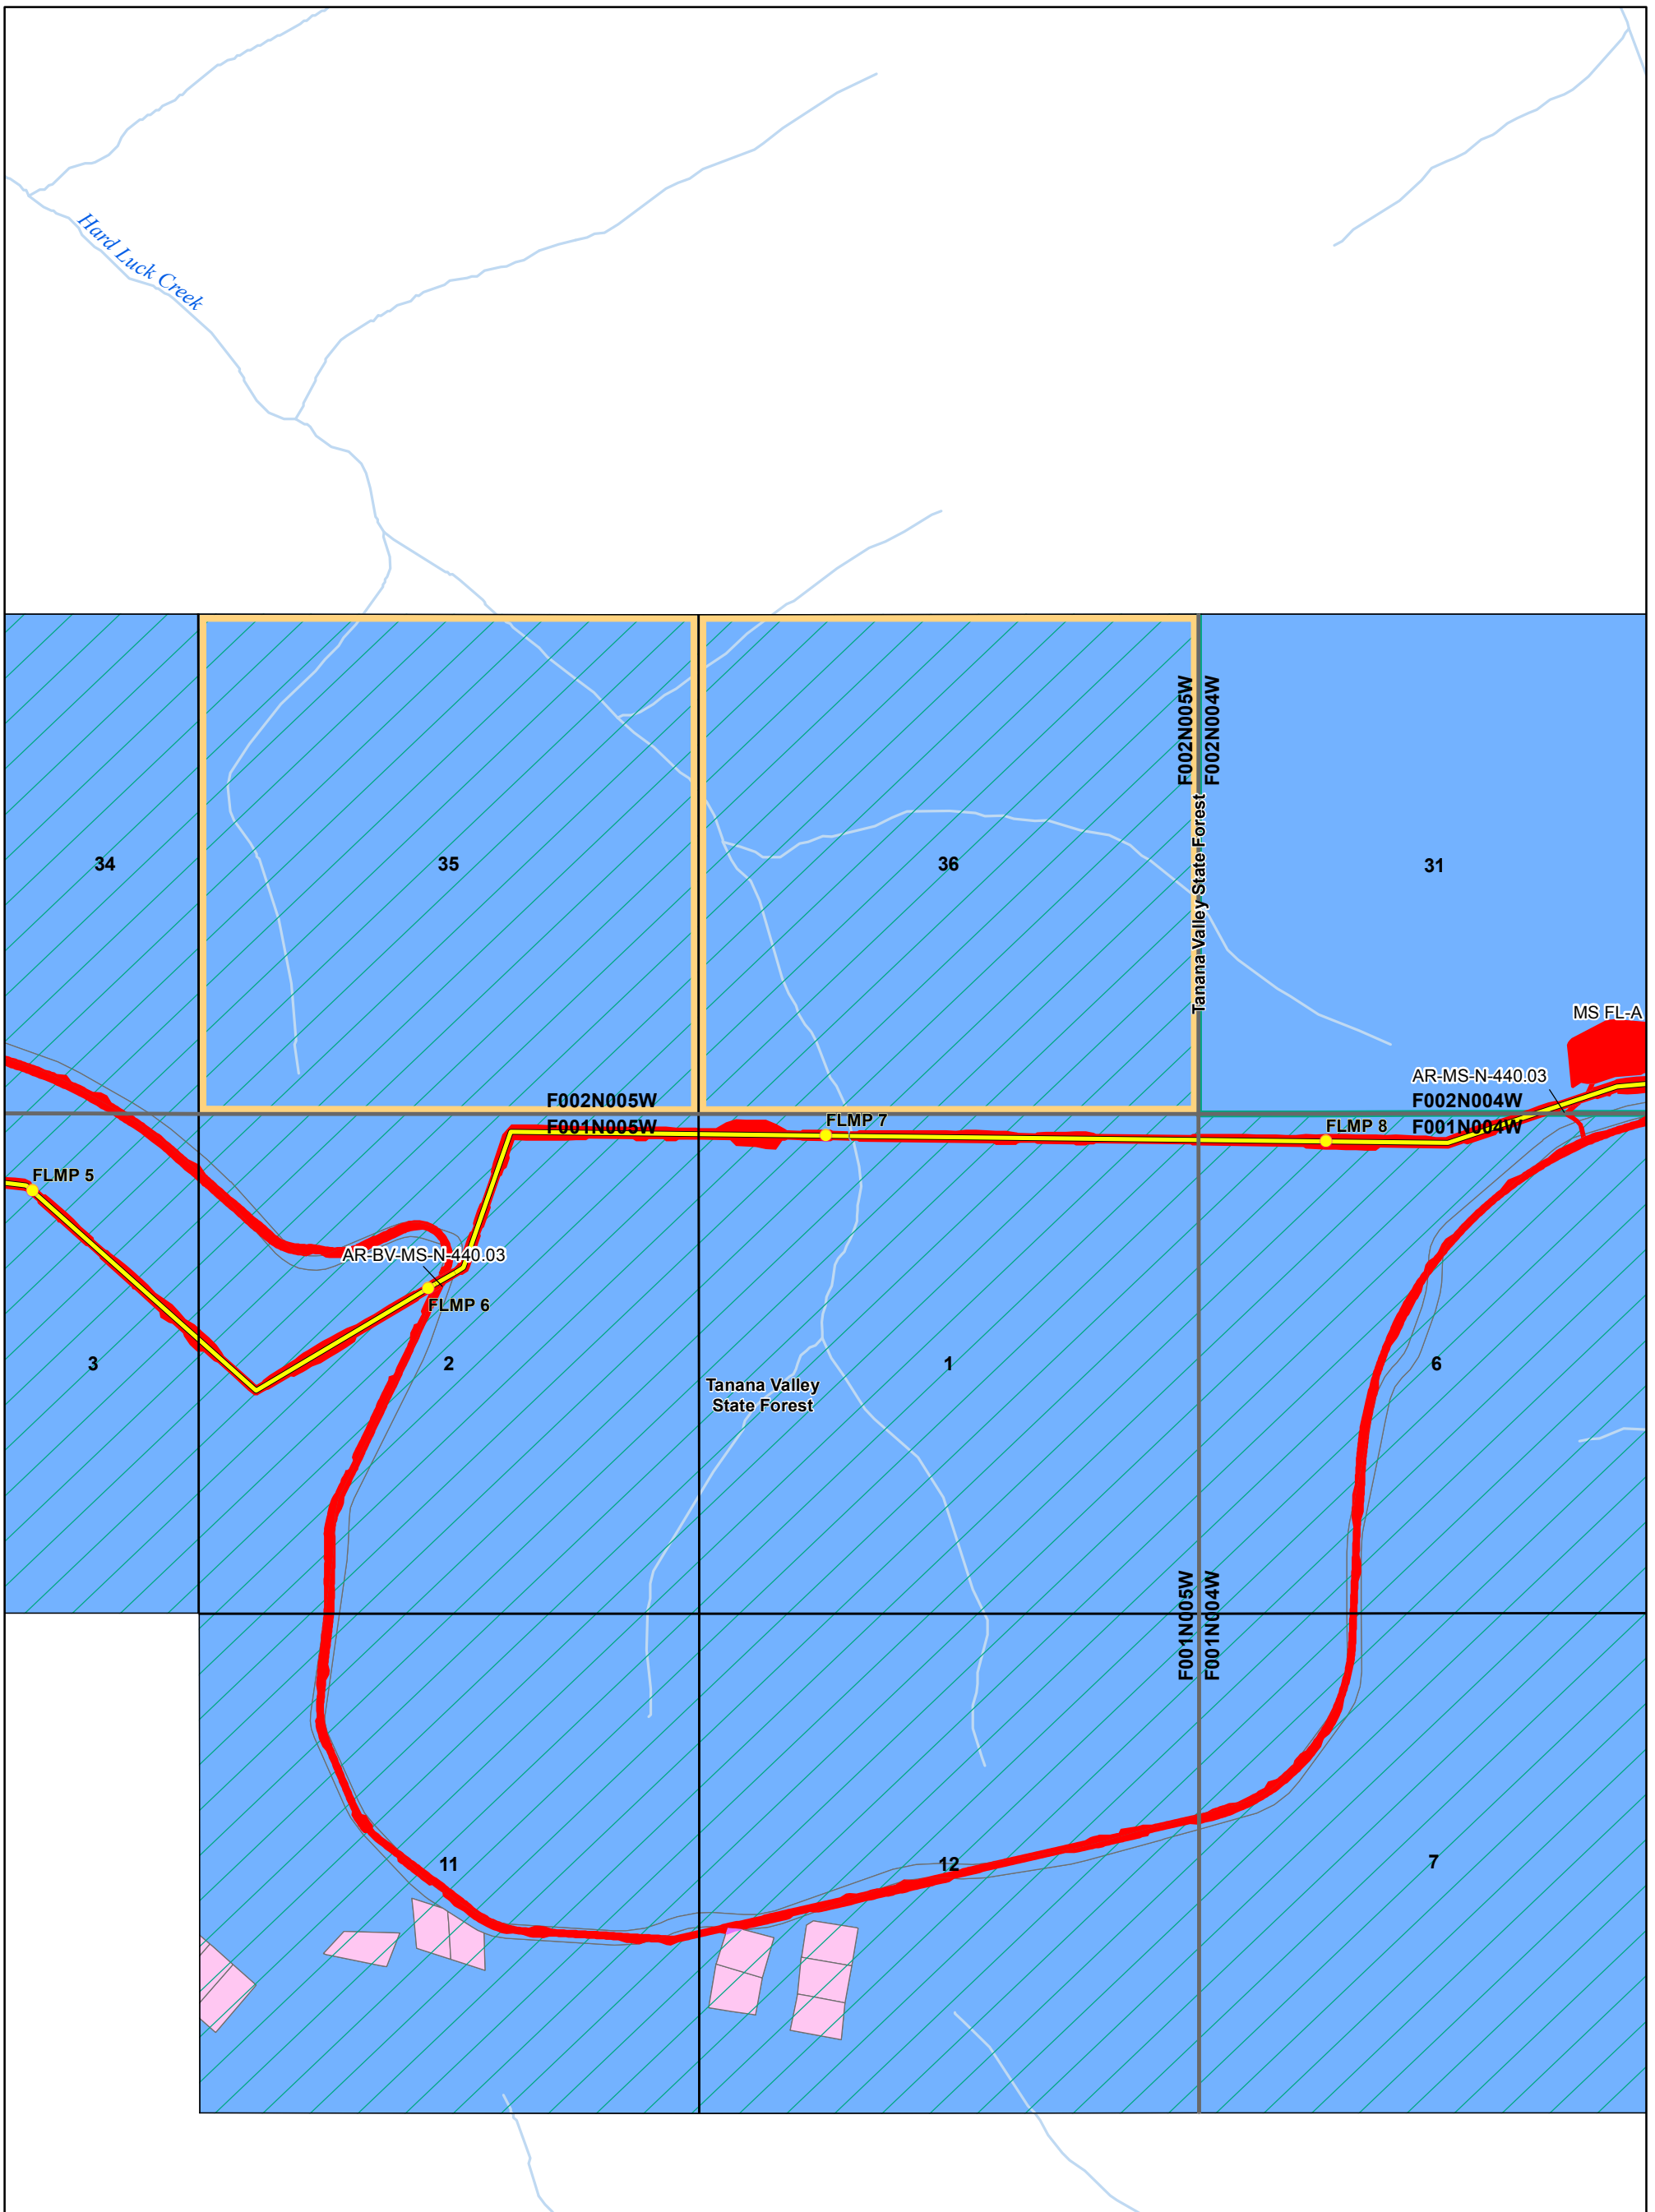 Hard Luck Creek
F002N005W
F002N004W
Tanana Valley State Forest
34
35
36
31
MS FL-A
AR-MS-N-440.03
F002N005W
F002N004W
FLMP 7
F001N005W
FLMP 8
F001N004W
FLMP 5
AR-BV-MS-N-440.03
FLMP 6
3
2
1
6
Tanana Valley
State Forest
F001N005W
F001N004W
11
12
7